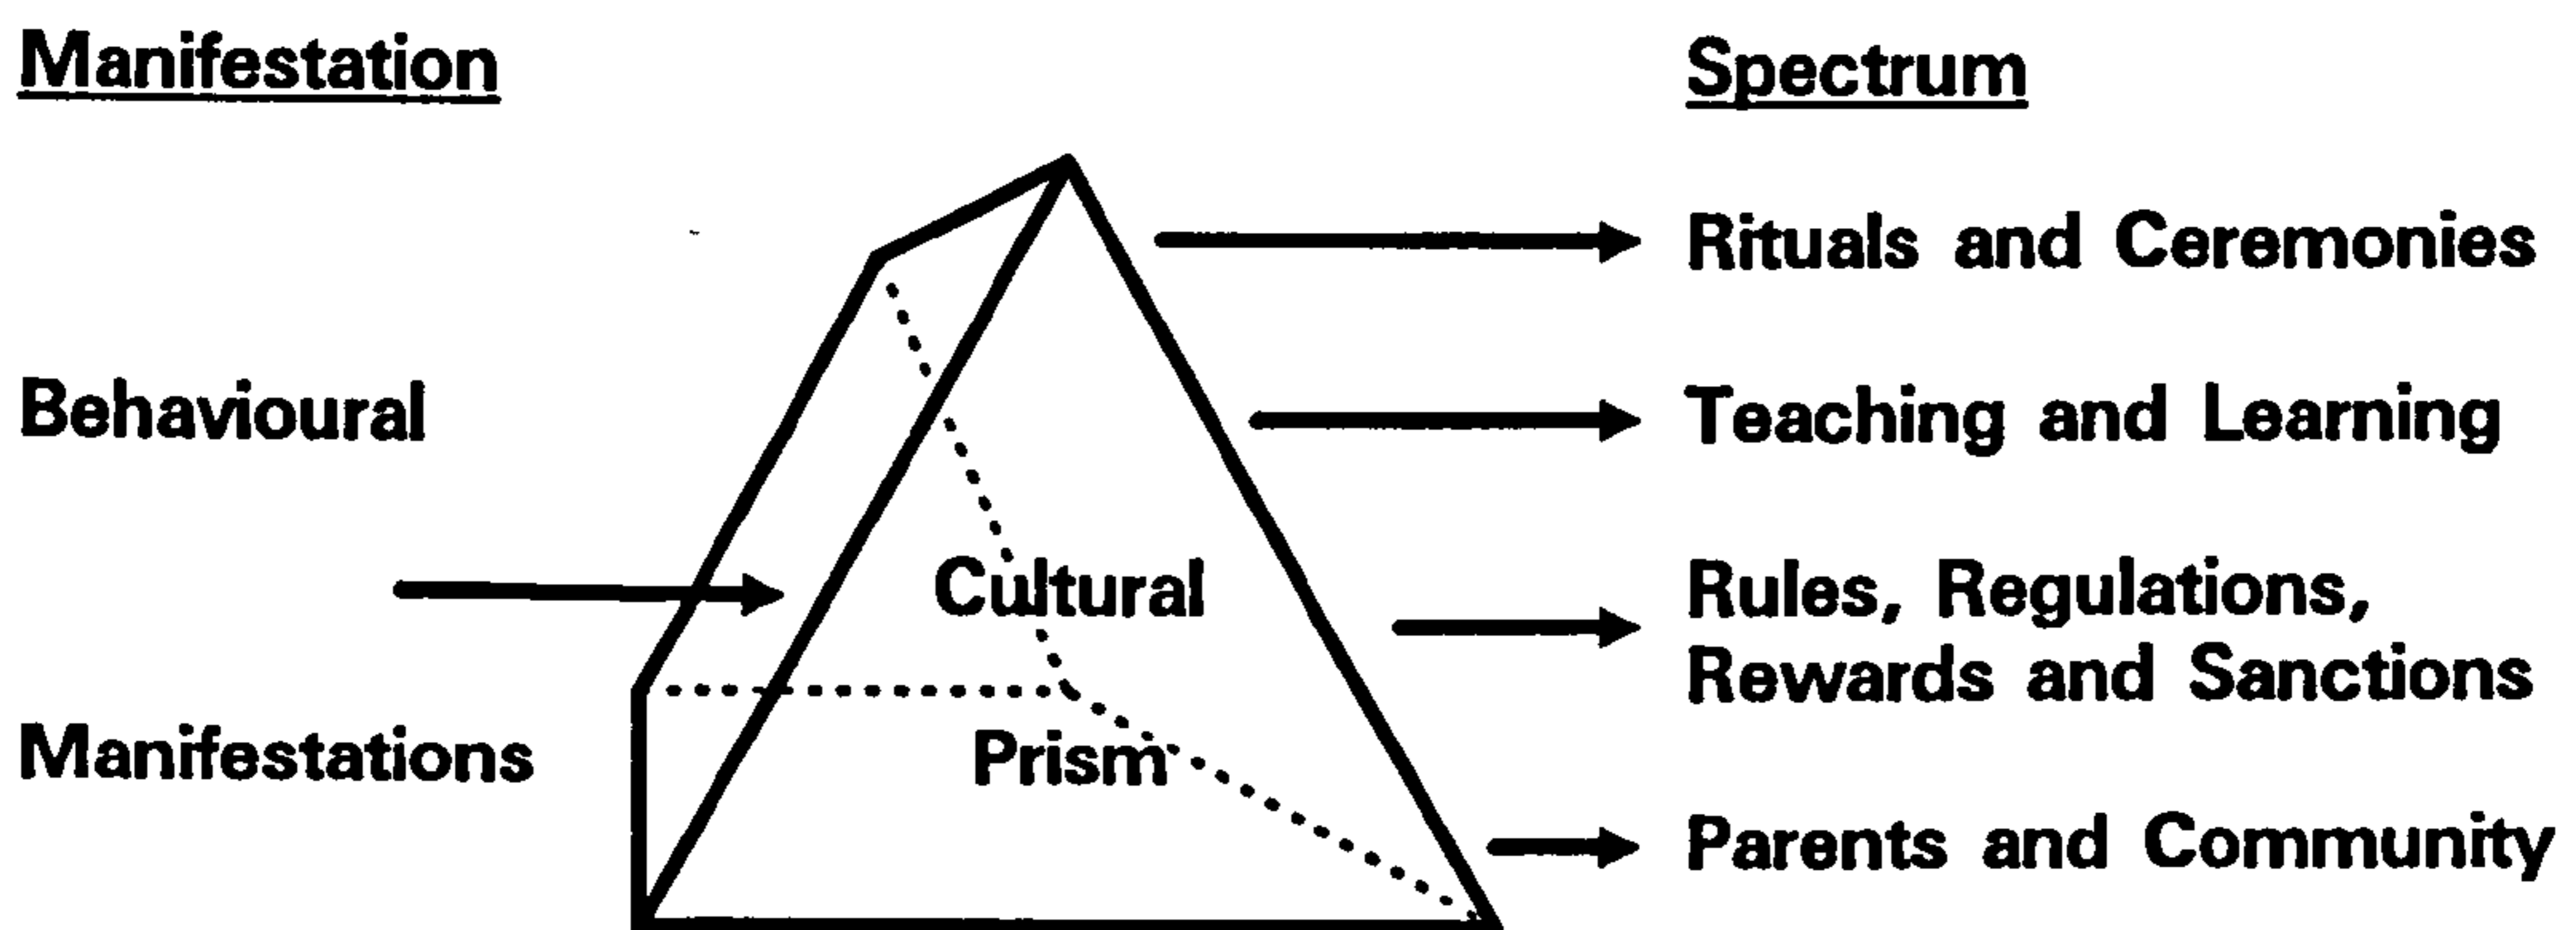 Manifestation
Spectrum
Rituals and Ceremonies
Behavioural
Teaching and Learning
Cultural
Rules, Regulations,
Rewards and Sanctions
Manifestations
Prism
Parents and Community